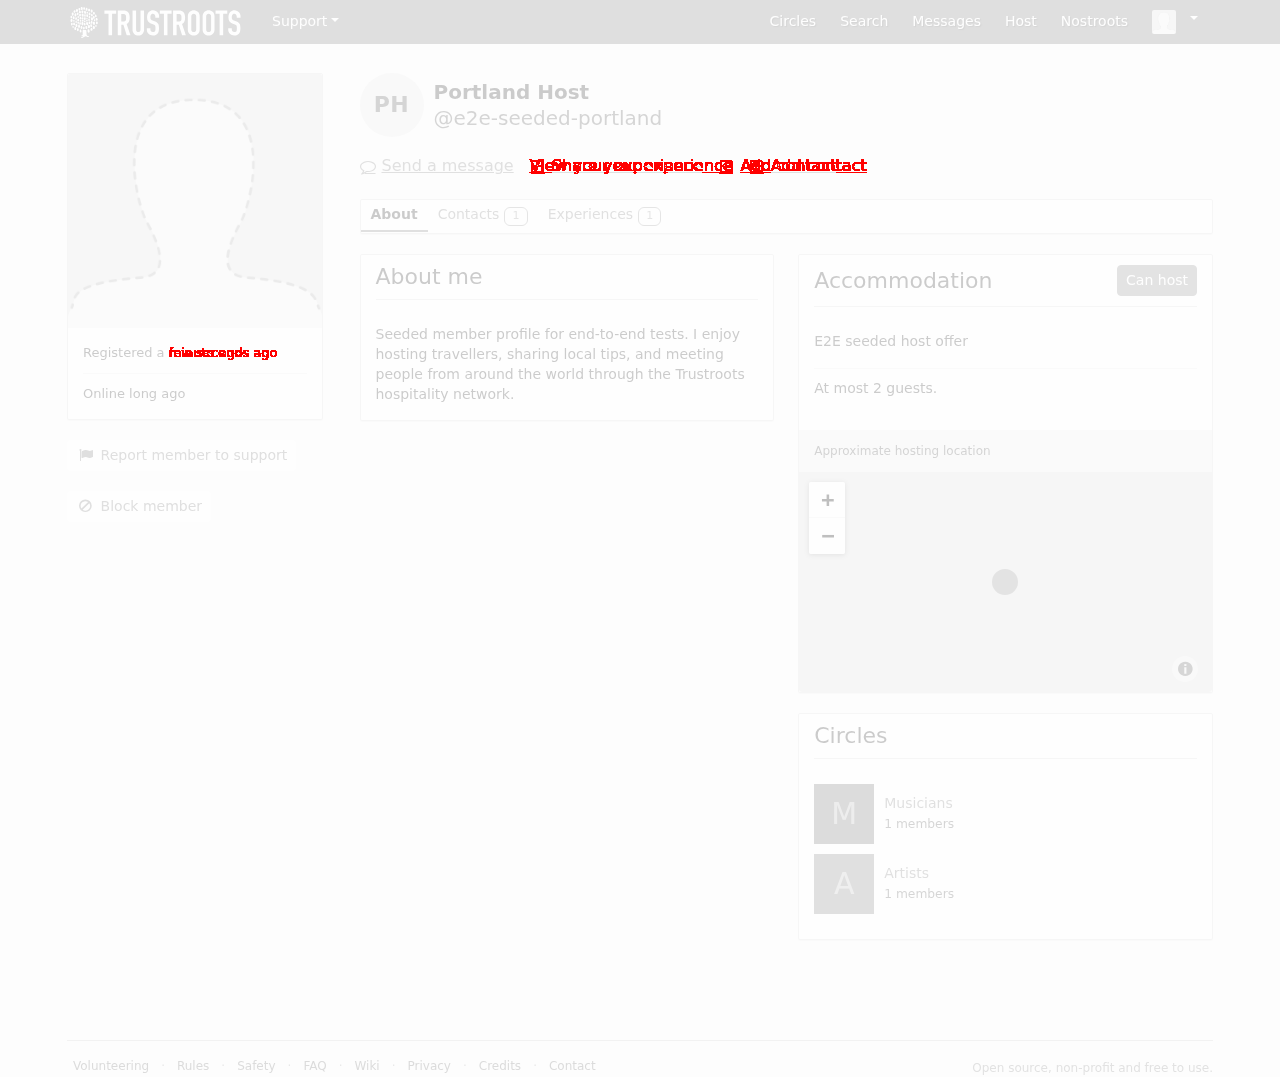 TRUSTROOTS Support Circles Search Messages Host Nostroots
PH
Portland Host
@e2e-seeded-portland
Send a message
About Contacts 1 Experiences 1
Registered a ago
Online long ago
Report member to support
Block member
About me
Seeded member profile for end-to-end tests. I enjoy
hosting travellers, sharing local tips, and meeting
people from around the world through the Trustroots
hospitality network.
Accommodation Can host
E2E seeded host offer
At most 2 guests.
Approximate hosting location
+
−
Circles
M
Musicians
1 members
A
Artists
1 members
Volunteering · Rules · Safety · FAQ · Wiki · Privacy · Credits · Contact
Open source, non-profit and free to use.